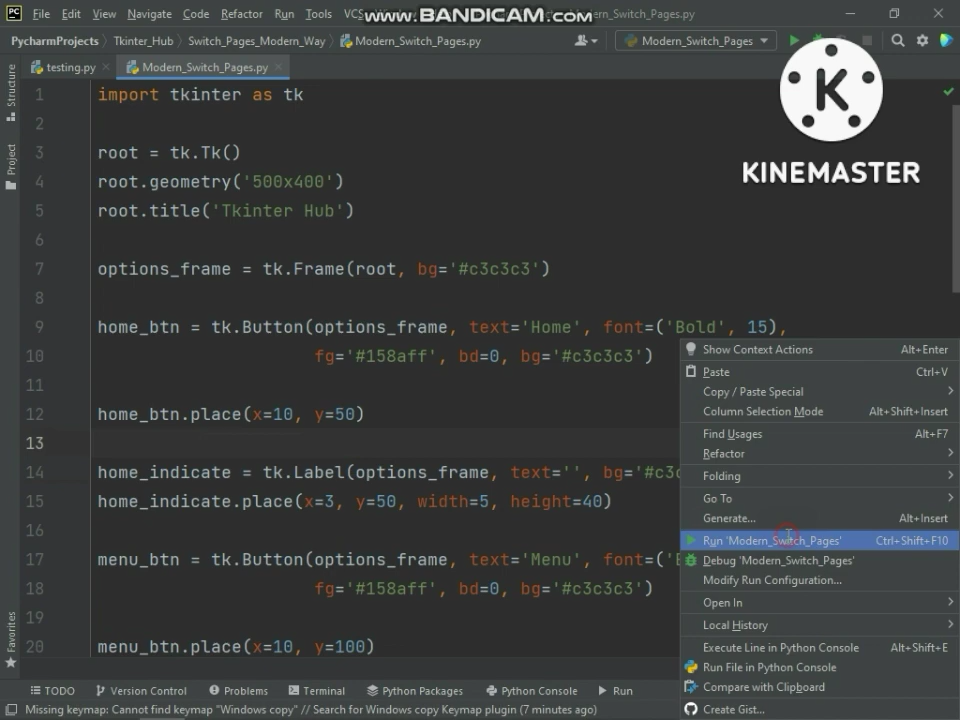 PC File Edit View Navigate Code Refactor Run Tools VCS Modern_Switch_Pages.py
www.BANDICAM.com
PycharmProjects Tkinter_Hub Switch_Pages_Modern_Way Modern_Switch_Pages.py Modern_Switch_Pages
testing.py Modern_Switch_Pages.py
Structure
Project
Favorites
1 import tkinter as tk
2
3 root = tk.Tk()
4 root.geometry('500x400')
5 root.title('Tkinter Hub')
6
7 options_frame = tk.Frame(root, bg='#c3c3c3')
8
9 home_btn = tk.Button(options_frame, text='Home', font=('Bold', 15),
10 fg='#158aff', bd=0, bg='#c3c3c3')
11
12 home_btn.place(x=10, y=50)
13
14 home_indicate = tk.Label(options_frame, text='', bg='#c3c
15 home_indicate.place(x=3, y=50, width=5, height=40)
16
17 menu_btn = tk.Button(options_frame, text='Menu', font=('B
18 fg='#158aff', bd=0, bg='#c3c3c3')
19
20 menu_btn.place(x=10, y=100)
K
KINEMASTER
Show Context Actions Alt+Enter
Paste Ctrl+V
Copy / Paste Special
Column Selection Mode Alt+Shift+Insert
Find Usages Alt+F7
Refactor
Folding
Go To
Generate... Alt+Insert
Run 'Modern_Switch_Pages' Ctrl+Shift+F10
Debug 'Modern_Switch_Pages'
Modify Run Configuration...
Open In
Local History
Execute Line in Python Console Alt+Shift+E
Run File in Python Console
Compare with Clipboard
Create Gist...
TODO Version Control Problems Terminal Python Packages Python Console Run
Missing keymap: Cannot find keymap "Windows copy" // Search for Windows copy Keymap plugin (7 minutes ago)